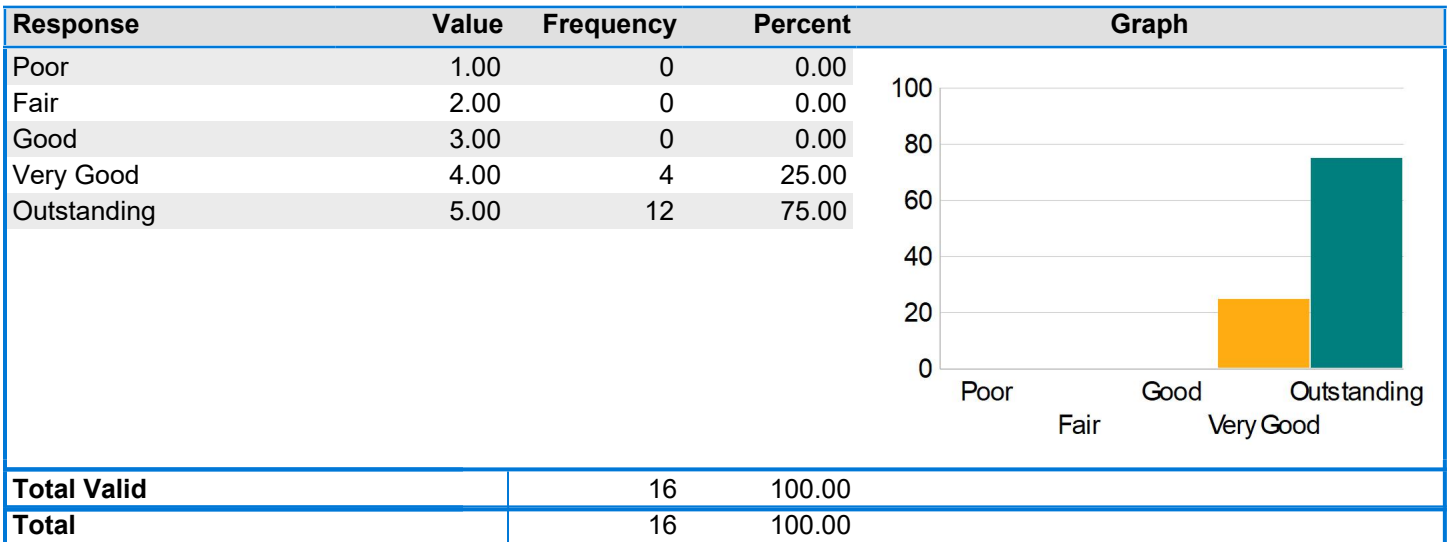 Response Value Frequency Percent Graph
Poor 1.00 0 0.00
Fair 2.00 0 0.00
Good 3.00 0 0.00
Very Good 4.00 4 25.00
Outstanding 5.00 12 75.00
100
80
60
40
20
0
Poor Good Outstanding
Fair Very Good
Total Valid 16 100.00
Total 16 100.00